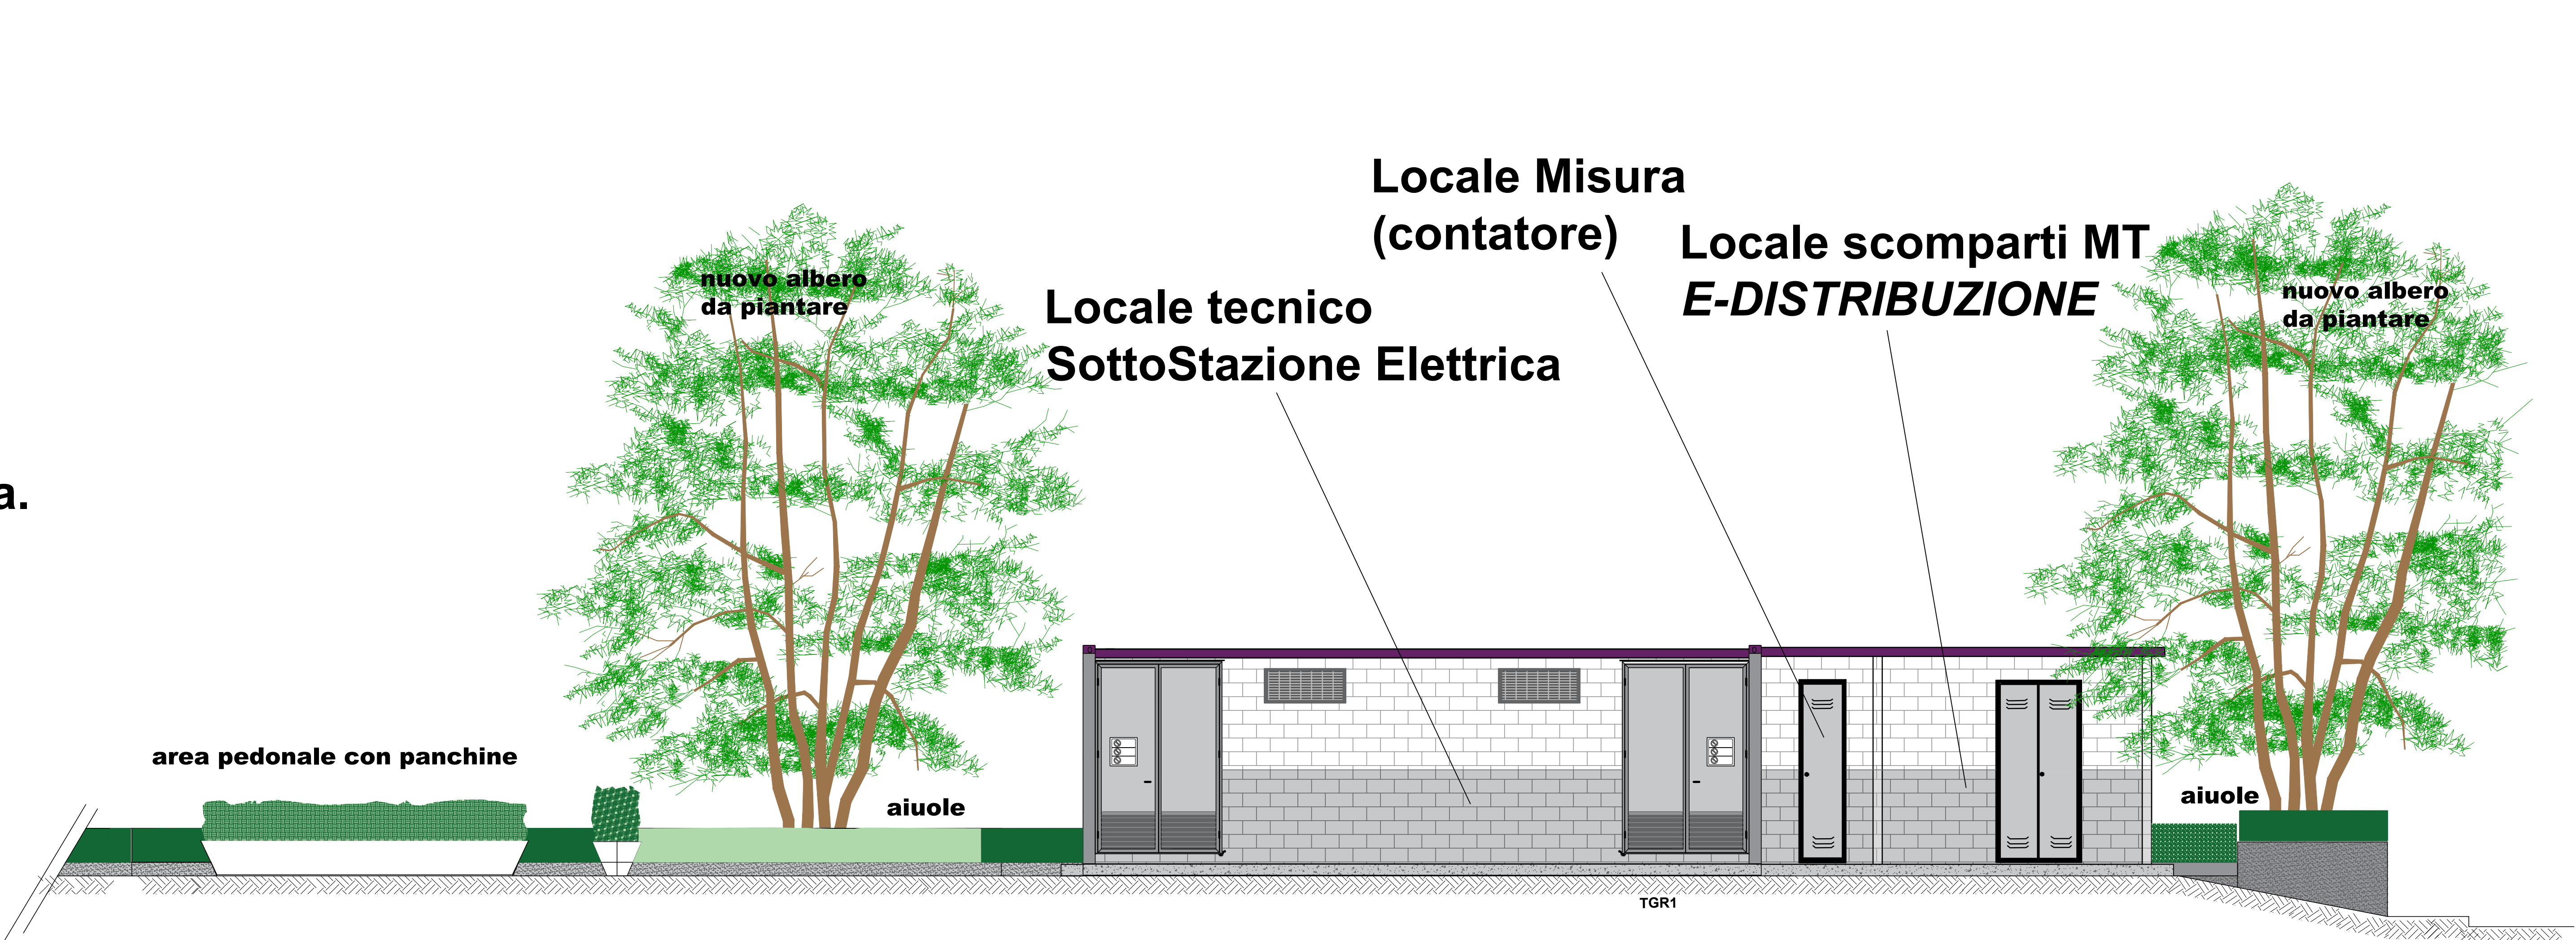 Locale Misura
(contatore)
Locale scomparti MT
E-DISTRIBUZIONE
Locale tecnico
SottoStazione Elettrica
nuovo albero
da piantare
nuovo albero
da piantare
a.
area pedonale con panchine
aiuole
aiuole
TGR1